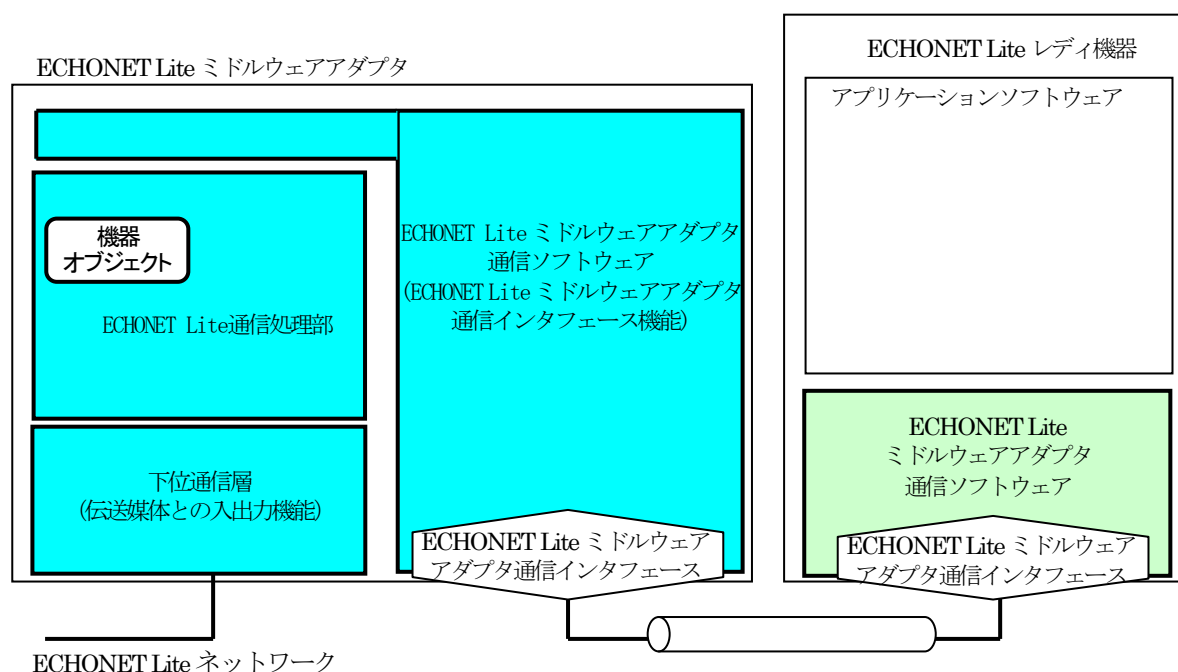 ECHONET Lite ミドルウェアアダプタ
機器
オブジェクト
ECHONET Lite通信処理部
下位通信層
(伝送媒体との入出力機能)
ECHONET Lite ミドルウェアアダプタ
通信ソフトウェア
(ECHONET Lite ミドルウェアアダプタ
通信インタフェース機能)
ECHONET Lite ミドルウェア
アダプタ通信インタフェース
ECHONET Lite ネットワーク
ECHONET Lite レディ機器
アプリケーションソフトウェア
ECHONET Lite
ミドルウェアアダプタ
通信ソフトウェア
ECHONET Lite ミドルウェア
アダプタ通信インタフェース